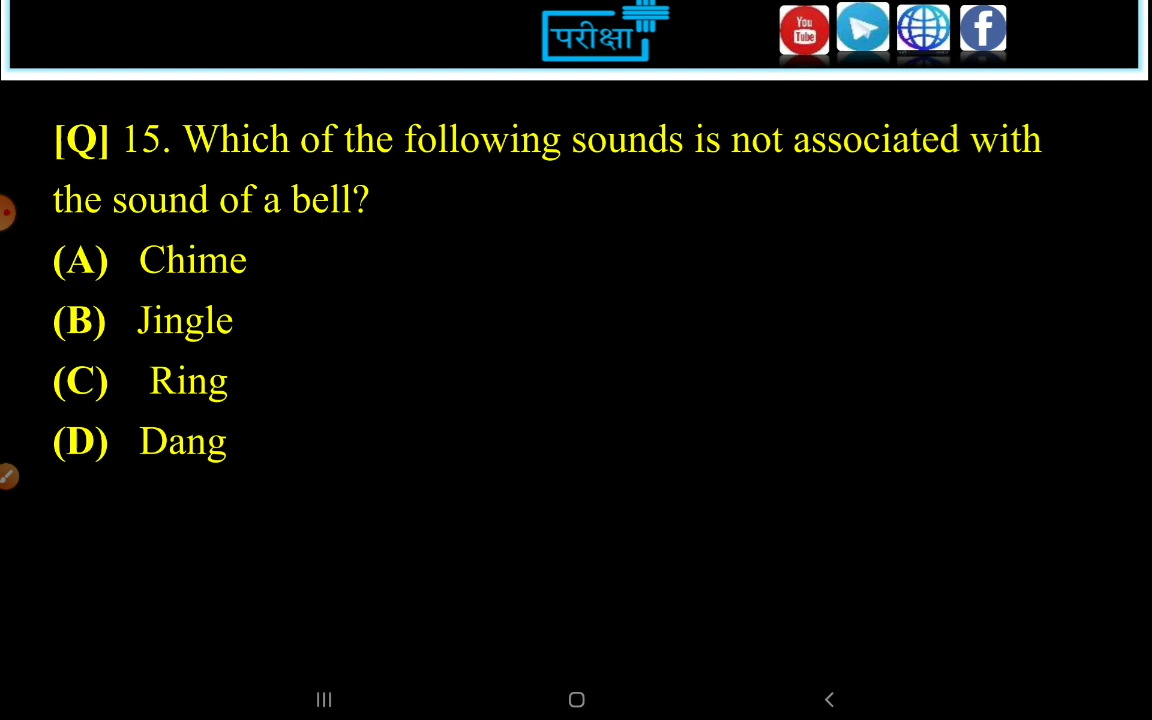 परीक्षा
You
Tube
[Q] 15. Which of the following sounds is not associated with
the sound of a bell?
(A) Chime
(B) Jingle
(C) Ring
(D) Dang